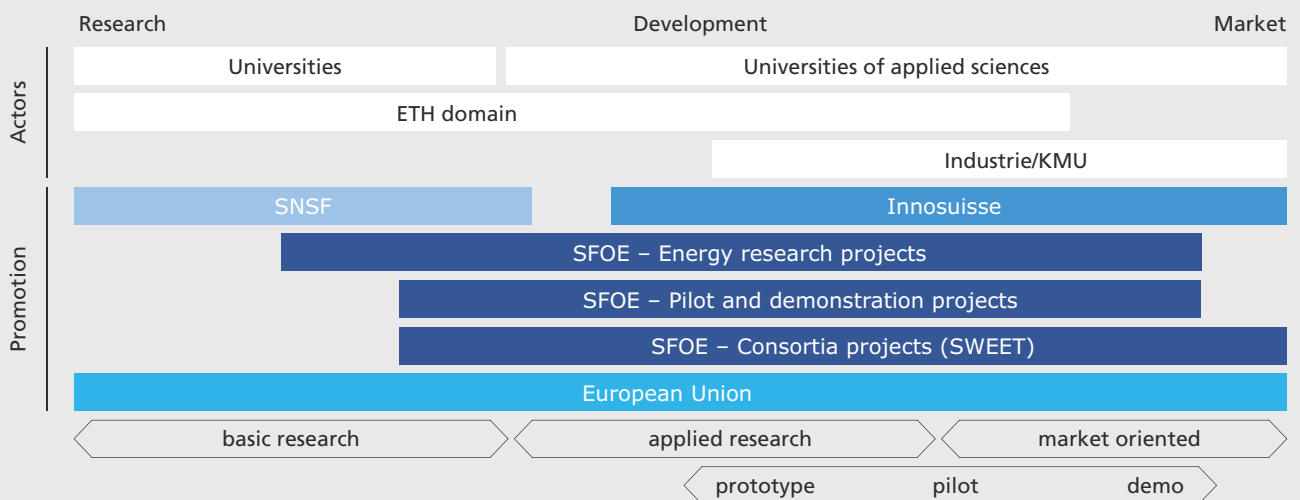 Research Development Market
Actors
Universities Universities of applied sciences
ETH domain
Industrie/KMU
Promotion
SNSF Innosuisse
SFOE – Energy research projects
SFOE – Pilot and demonstration projects
SFOE – Consortia projects (SWEET)
European Union
basic research applied research market oriented
prototype pilot demo